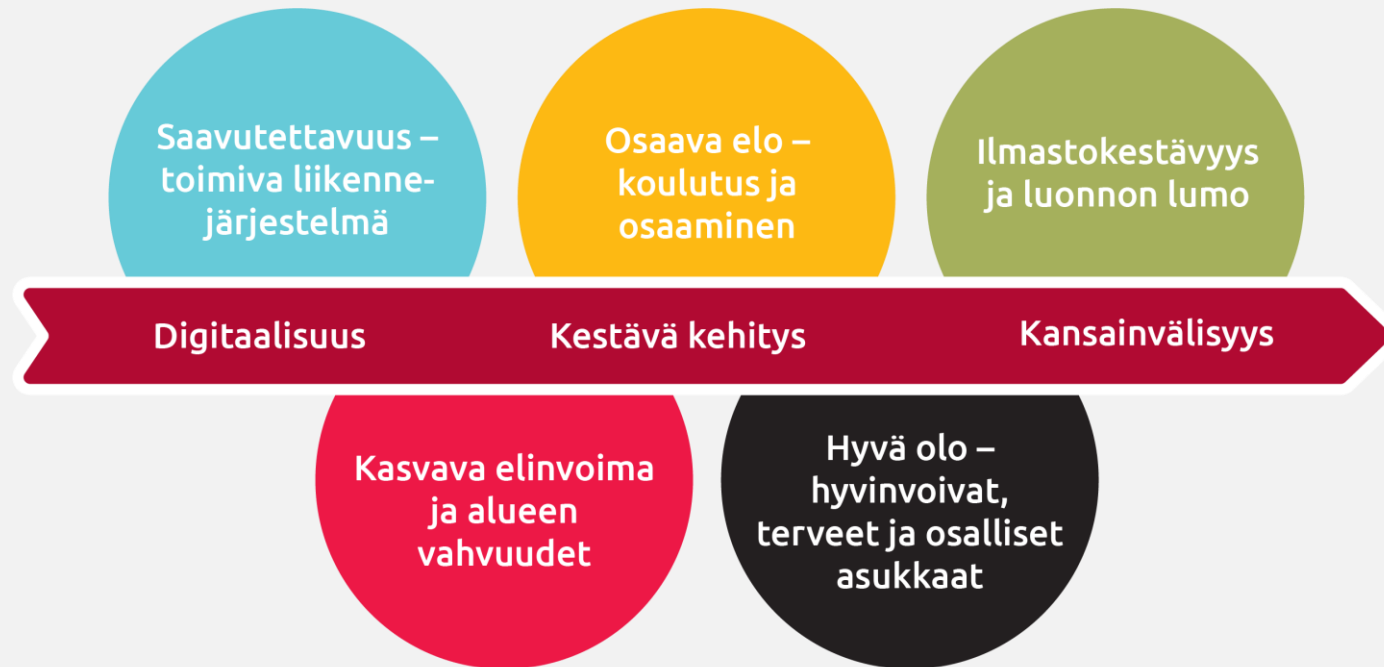 Saavutettavuus –
toimiva liikenne-
järjestelmä
Osaava elo –
koulutus ja
osaaminen
Ilmastokestävyys
ja luonnon lumo
Digitaalisuus
Kestävä kehitys
Kansainvälisyys
Kasvava elinvoima
ja alueen
vahvuudet
Hyvä olo –
hyvinvoivat,
terveet ja osalliset
asukkaat